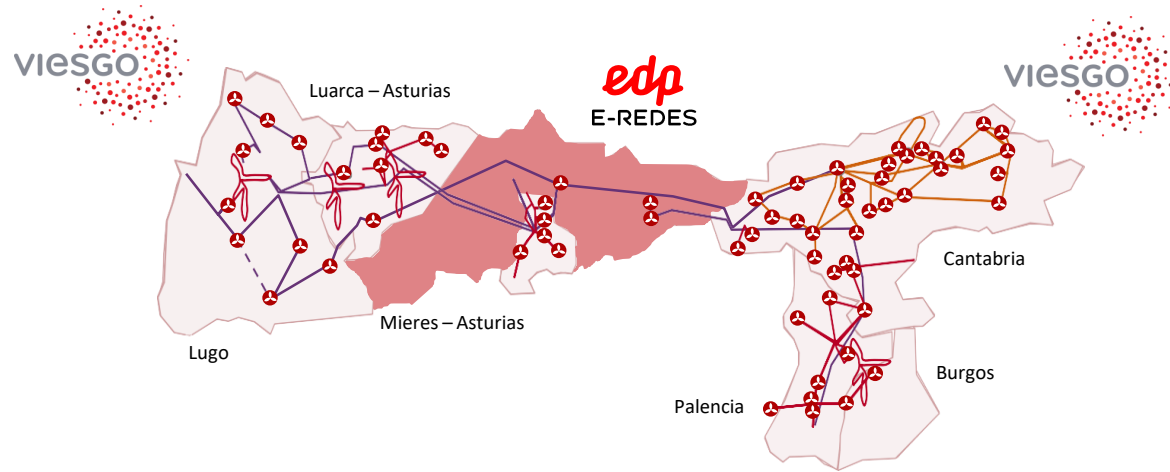 viesgo
Luarca – Asturias
edp
E-REDES
viesgo
Cantabria
Mieres – Asturias
Lugo
Burgos
Palencia